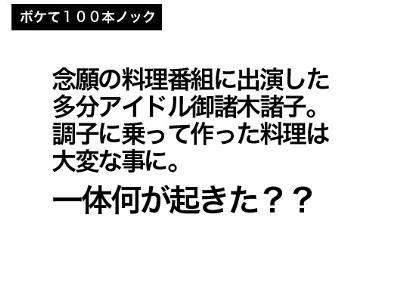 ボケて１００本ノック
念願の料理番組に出演した
多分アイドル御諸木諸子。
調子に乗って作った料理は
大変な事に。
一体何が起きた？？